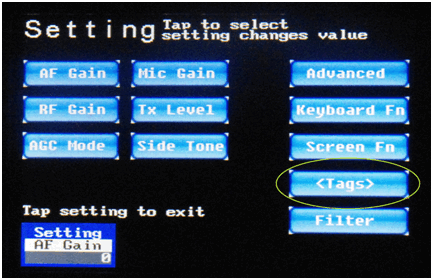 Setting Tap to select
setting changes value
AF Gain Mic Gain Advanced
RF Gain Tx Level Keyboard Fn
AGC Mode Side Tone Screen Fn
<Tags>
Filter
Tap setting to exit
Setting
AF Gain
0